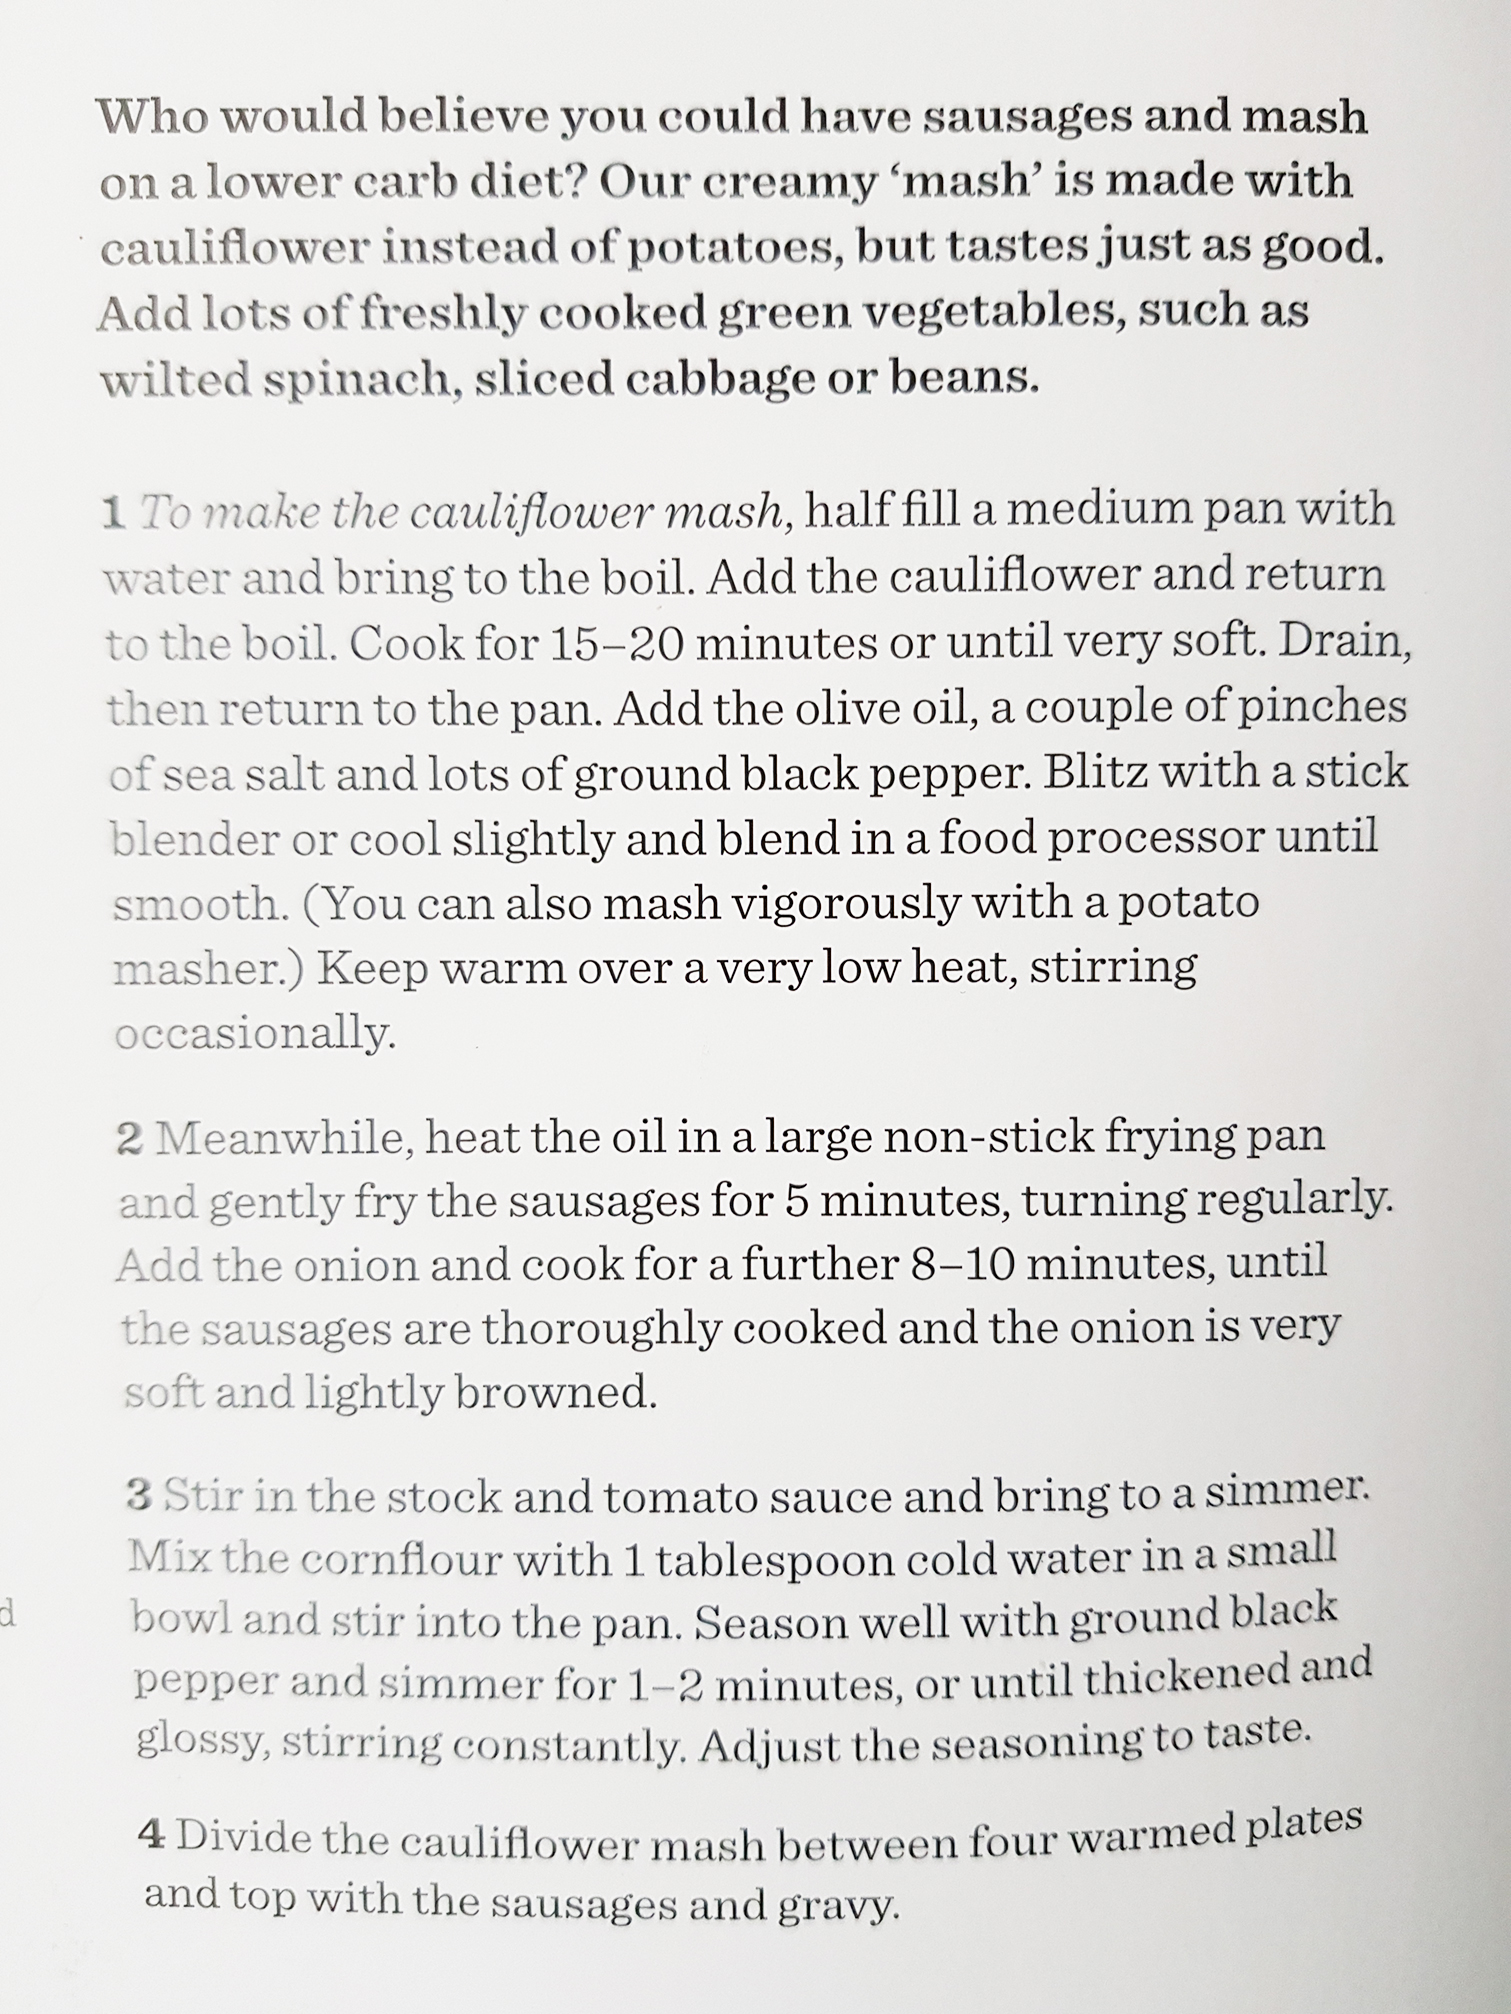 Who would believe you could have sausages and mash
on a lower carb diet? Our creamy ‘mash’ is made with
cauliflower instead of potatoes, but tastes just as good.
Add lots of freshly cooked green vegetables, such as
wilted spinach, sliced cabbage or beans.
1 To make the cauliflower mash, half fill a medium pan with
water and bring to the boil. Add the cauliflower and return
to the boil. Cook for 15–20 minutes or until very soft. Drain,
then return to the pan. Add the olive oil, a couple of pinches
of sea salt and lots of ground black pepper. Blitz with a stick
blender or cool slightly and blend in a food processor until
smooth. (You can also mash vigorously with a potato
masher.) Keep warm over a very low heat, stirring
occasionally.
2 Meanwhile, heat the oil in a large non-stick frying pan
and gently fry the sausages for 5 minutes, turning regularly.
Add the onion and cook for a further 8–10 minutes, until
the sausages are thoroughly cooked and the onion is very
soft and lightly browned.
3 Stir in the stock and tomato sauce and bring to a simmer.
Mix the cornflour with 1 tablespoon cold water in a small
bowl and stir into the pan. Season well with ground black
pepper and simmer for 1–2 minutes, or until thickened and
glossy, stirring constantly. Adjust the seasoning to taste.
4 Divide the cauliflower mash between four warmed plates
and top with the sausages and gravy.